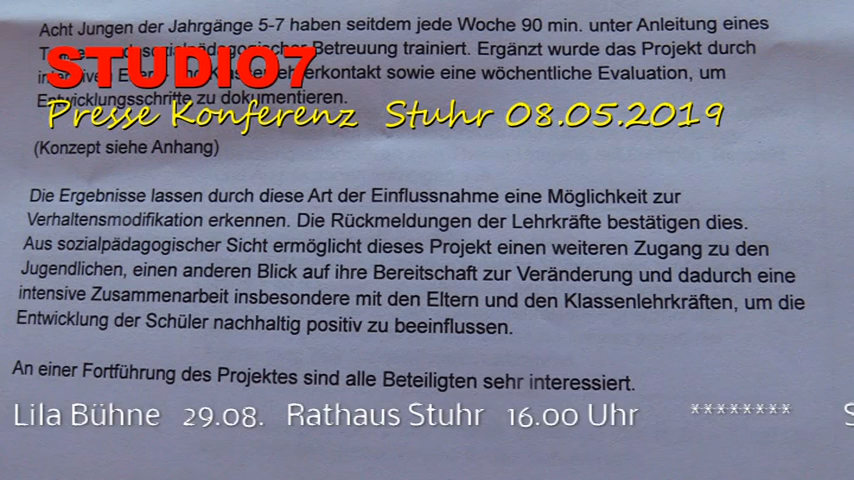 Acht Jungen der Jahrgänge 5-7 haben seitdem jede Woche 90 min. unter Anleitung eines
Betreuung trainiert. Ergänzt wurde das Projekt durch
STUDIO7
sowie eine wöchentliche Evaluation, um
Entwicklungsschritte zu dokumentieren.
Presse Konferenz Stuhr 08.05.2019
(Konzept siehe Anhang)
Die Ergebnisse lassen durch diese Art der Einflussnahme eine Möglichkeit zur
Verhaltensmodifikation erkennen. Die Rückmeldungen der Lehrkräfte bestätigen dies.
Aus sozialpädagogischer Sicht ermöglicht dieses Projekt einen weiteren Zugang zu den
Jugendlichen, einen anderen Blick auf ihre Bereitschaft zur Veränderung und dadurch eine
intensive Zusammenarbeit insbesondere mit den Eltern und den Klassenlehrkräften, um die
Entwicklung der Schüler nachhaltig positiv zu beeinflussen.
An einer Fortführung des Projektes sind alle Beteiligten sehr interessiert.
Lila Bühne 29.08. Rathaus Stuhr 16.00 Uhr ******** S